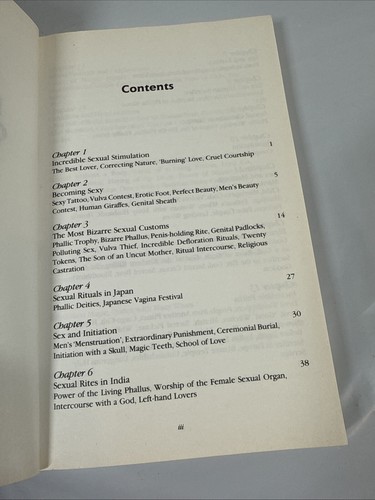 Contents
Chapter 1
Incredible Sexual Stimulation 1
The Best Lover, Correcting Nature, 'Burning' Love, Cruel Courtship
Chapter 2
Becoming Sexy 5
Sexy Tattoo, Vulva Contest, Erotic Foot, Perfect Beauty, Men's Beauty
Contest, Human Giraffes, Genital Sheath
Chapter 3
The Most Bizarre Sexual Customs 14
Phallic Trophy, Bizarre Phallus, Penis-holding Rite, Genital Padlocks,
Polluting Sex, Vulva Thief, Incredible Defloration Rituals, Twenty
Tokens, The Son of an Uncut Mother, Ritual Intercourse, Religious
Castration
Chapter 4
Sexual Rituals in Japan 27
Phallic Deities, Japanese Vagina Festival
Chapter 5
Sex and Initiation 30
Men's 'Menstruation', Extraordinary Punishment, Ceremonial Burial,
Initiation with a Skull, Magic Teeth, School of Love
Chapter 6
Sexual Rites in India 38
Power of the Living Phallus, Worship of the Female Sexual Organ,
Intercourse with a God, Left-hand Lovers
iii